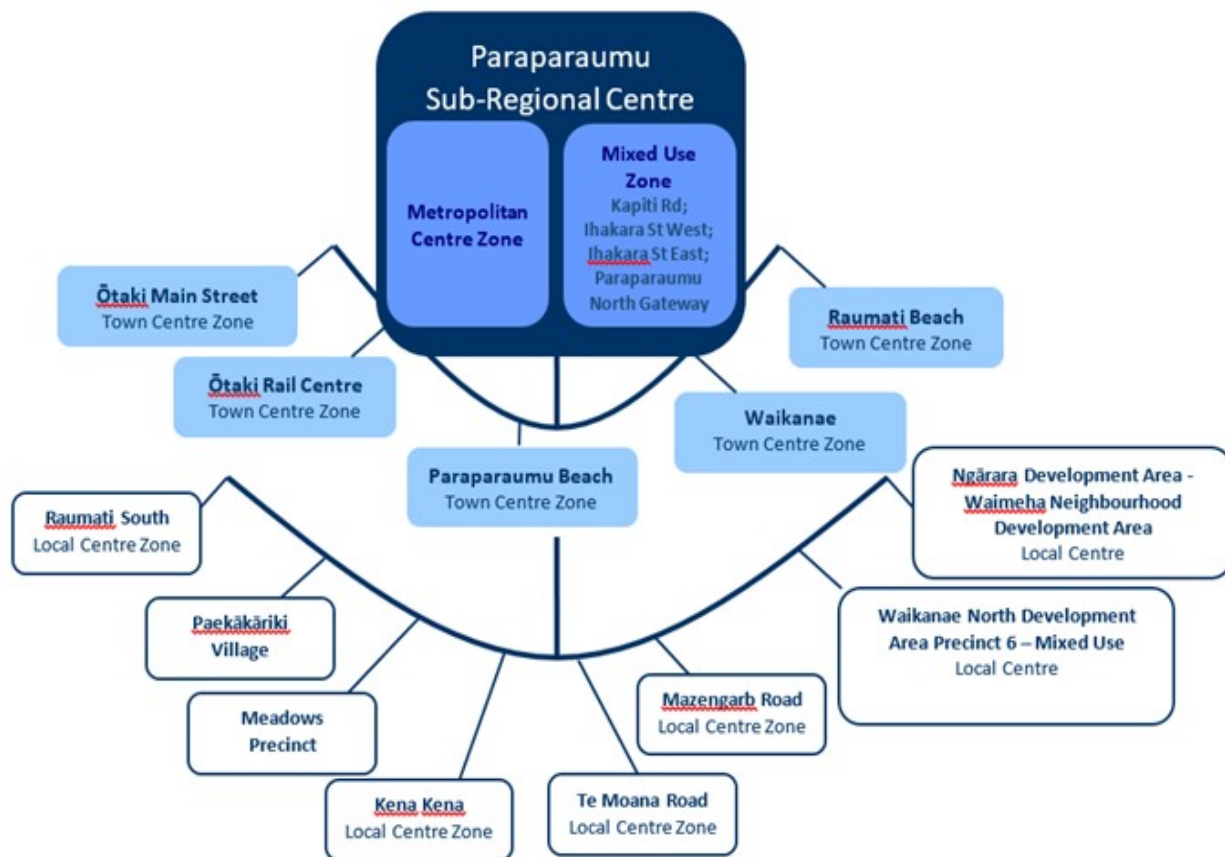 Paraparaumu
Sub-Regional Centre
Metropolitan
Centre Zone
Mixed Use
Zone
Kapiti Rd;
Ihakara St West;
Ihakara St East;
Paraparaumu
North Gateway
Ōtaki Main Street
Town Centre Zone
Ōtaki Rail Centre
Town Centre Zone
Paraparaumu Beach
Town Centre Zone
Waikanae
Town Centre Zone
Raumati Beach
Town Centre Zone
Raumati South
Local Centre Zone
Paekākāriki
Village
Meadows
Precinct
Kena Kena
Local Centre Zone
Te Moana Road
Local Centre Zone
Mazengarb Road
Local Centre Zone
Waikanae North Development
Area Precinct 6 – Mixed Use
Local Centre
Ngārara Development Area -
Waimeha Neighbourhood
Development Area
Local Centre